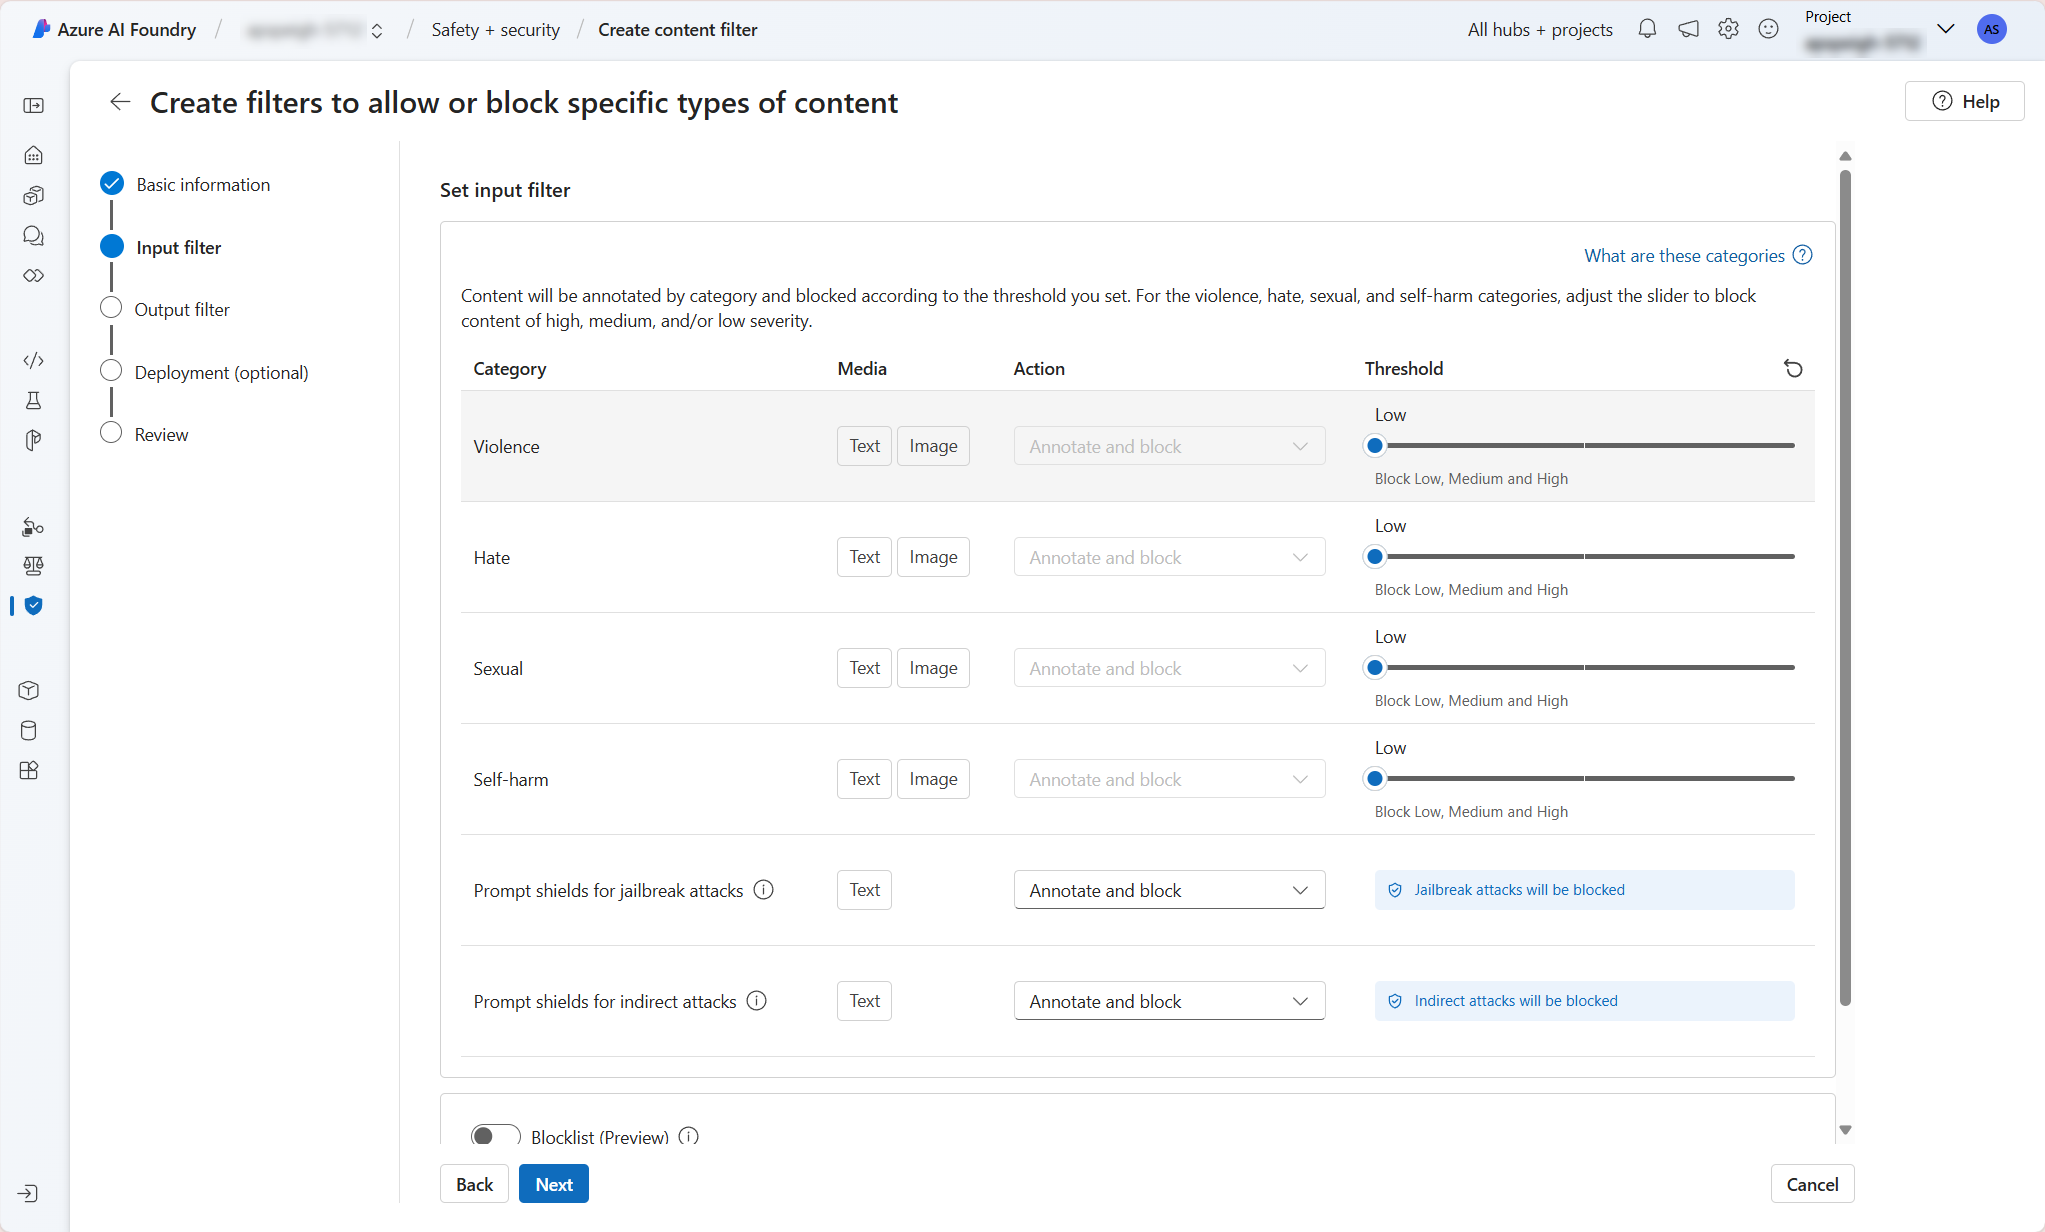 Azure AI Foundry / / Safety + security / Create content filter
All hubs + projects
Project
AS
Create filters to allow or block specific types of content
Help
Basic information
Input filter
Output filter
Deployment (optional)
Review
Set input filter
What are these categories
Content will be annotated by category and blocked according to the threshold you set. For the violence, hate, sexual, and self-harm categories, adjust the slider to block
content of high, medium, and/or low severity.
Category Media Action Threshold
Violence Text Image Annotate and block
Low
Block Low, Medium and High
Hate Text Image Annotate and block
Low
Block Low, Medium and High
Sexual Text Image Annotate and block
Low
Block Low, Medium and High
Self-harm Text Image Annotate and block
Low
Block Low, Medium and High
Prompt shields for jailbreak attacks Text Annotate and block Jailbreak attacks will be blocked
Prompt shields for indirect attacks Text Annotate and block Indirect attacks will be blocked
Blocklist (Preview)
Back Next Cancel